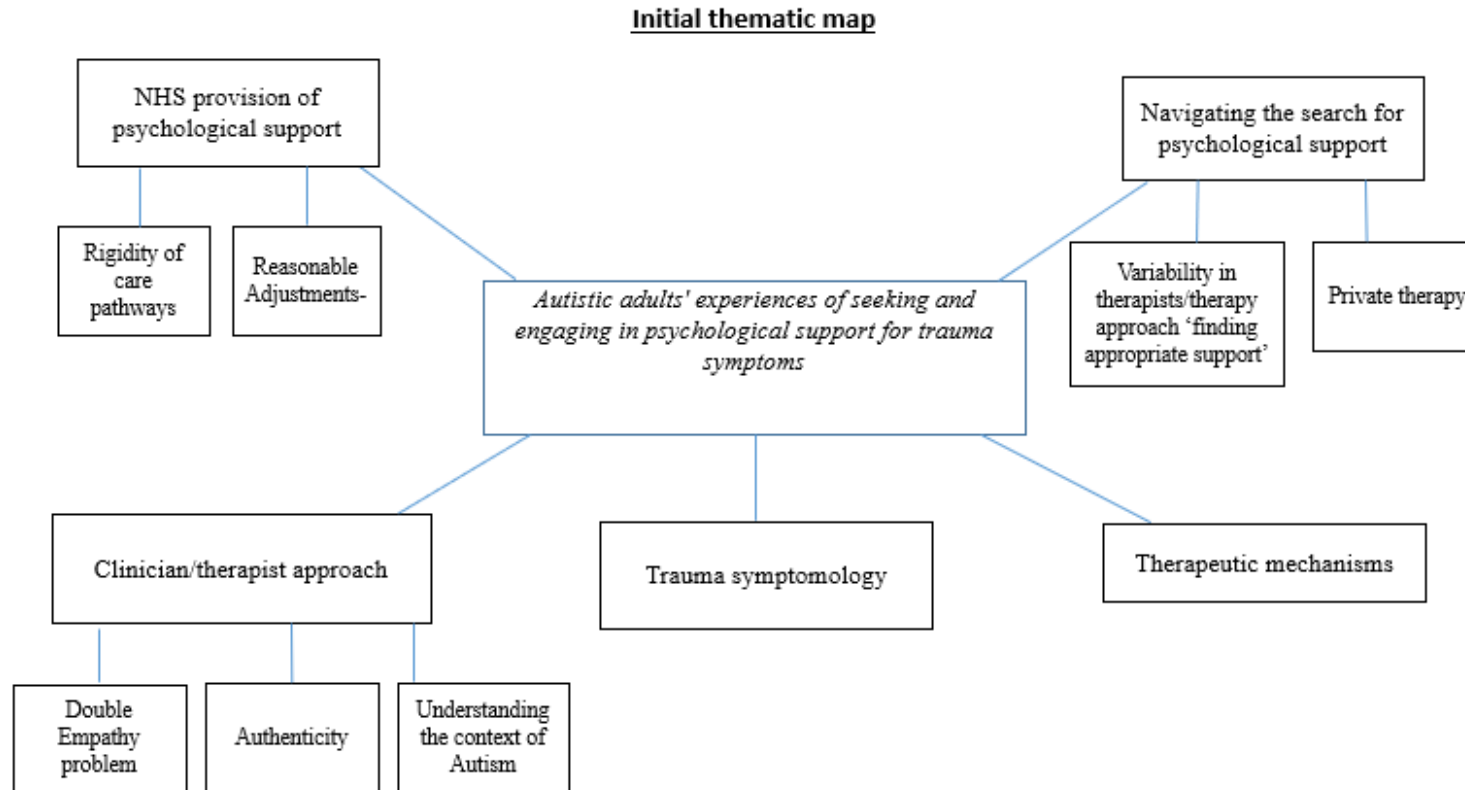 Initial thematic map
NHS provision of
psychological support
Navigating the search for
psychological support
Rigidity of
care
pathways
Reasonable
Adjustments-
Variability in
therapists/therapy
approach ‘finding
appropriate support’
Private therapy
Autistic adults' experiences of seeking and
engaging in psychological support for trauma
symptoms
Clinician/therapist approach
Trauma symptomology
Therapeutic mechanisms
Double
Empathy
problem
Authenticity
Understanding
the context of
Autism